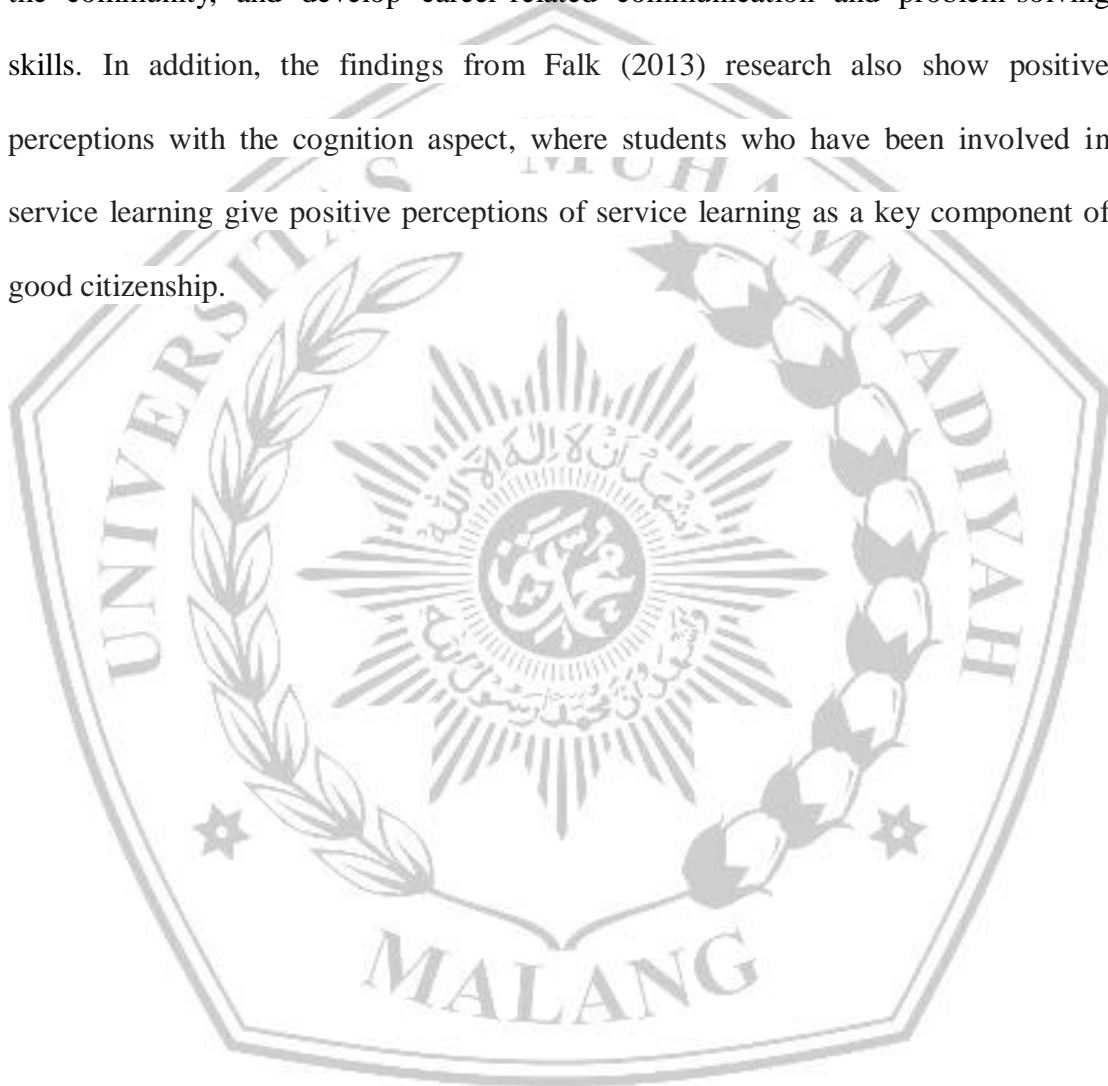 the community, and develop career-related communication and problem-solving
skills. In addition, the findings from Falk (2013) research also show positive
perceptions with the cognition aspect, where students who have been involved in
service learning give positive perceptions of service learning as a key component of
good citizenship.
UNIVERSITAS MUHAMMADIYAH
MALANG